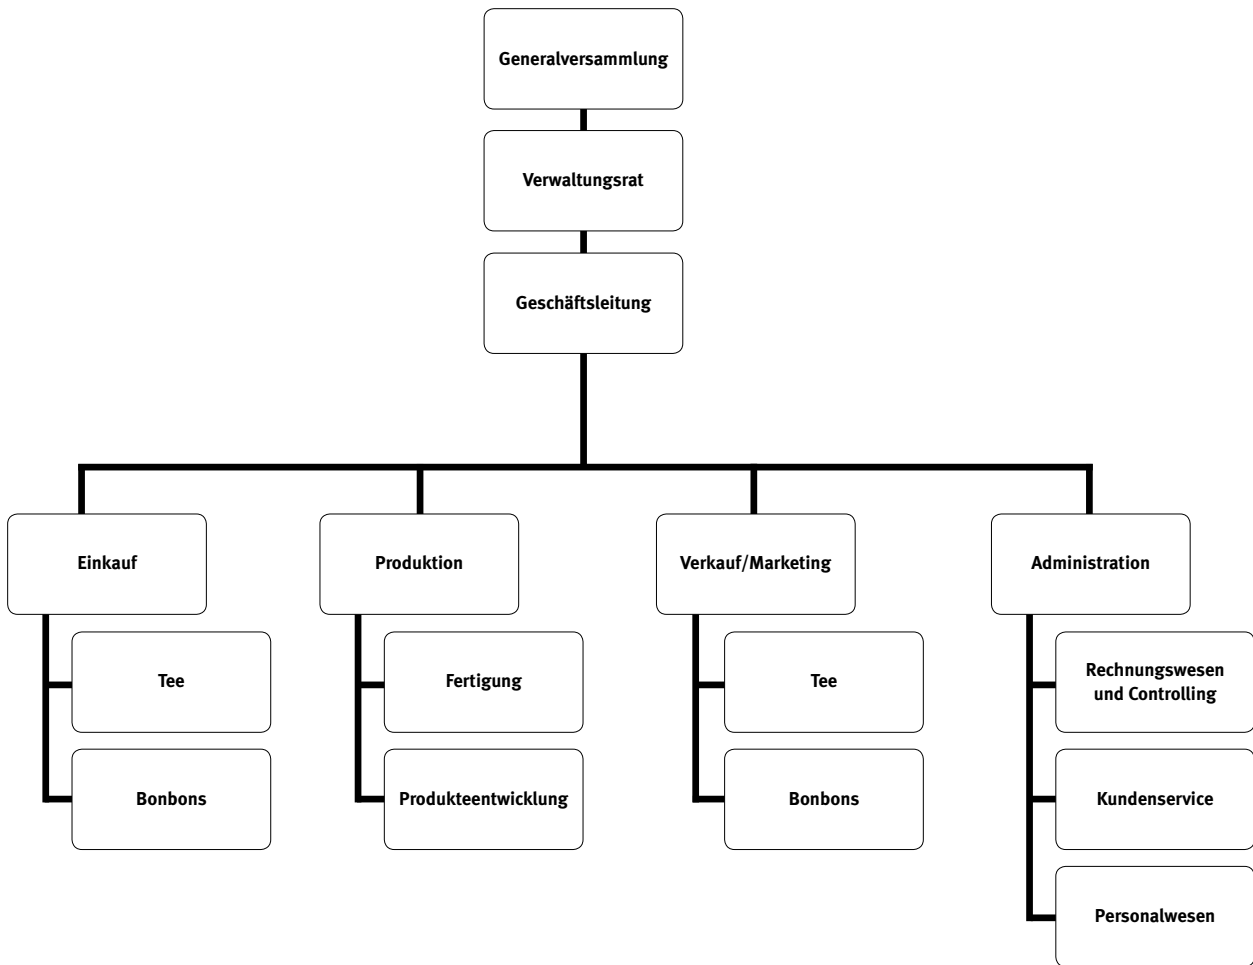 Generalversammlung
Verwaltungsrat
Geschäftsleitung
Einkauf
Produktion
Verkauf/Marketing
Administration
Tee
Fertigung
Tee
Rechnungswesen
und Controlling
Bonbons
Produkteentwicklung
Bonbons
Kundenservice
Personalwesen